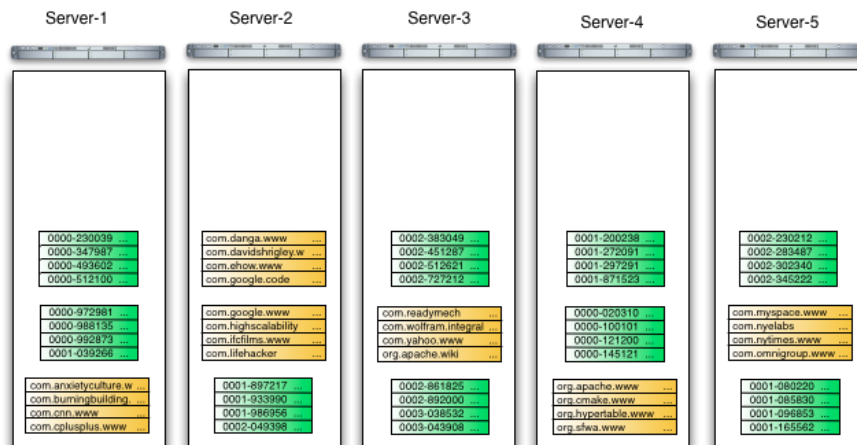 Server-1
Server-2
Server-3
Server-4
Server-5
0000-230039 ...
0000-347987 ...
0000-493602 ...
0000-512100 ...
0000-972981 ...
0000-988135 ...
0000-992873 ...
0001-039266 ...
com.anxietyculture.w ...
com.burningbuilding. ...
com.cnn.www ...
com.cplusplus.www ...
com.danga.www ...
com.davidshrigley.w ...
com.ehow.www ...
com.google.code ...
com.google.www ...
com.highscalability ...
com.ifcfilms.www ...
com.lifehacker ...
0001-897217 ...
0001-933990 ...
0001-986956 ...
0002-049398 ...
0002-383049 ...
0002-451287 ...
0002-512621 ...
0002-727212 ...
com.readymech ...
com.wolfram.integral ...
com.yahoo.www ...
org.apache.wiki ...
0002-861825 ...
0002-892000 ...
0003-038532 ...
0003-043908 ...
0001-200238 ...
0001-272091 ...
0001-297291 ...
0001-871523 ...
0000-020310 ...
0000-100101 ...
0000-121200 ...
0000-145121 ...
org.apache.www ...
org.cmake.www ...
org.hypertable.www ...
org.sfwa.www ...
0002-230212 ...
0002-283487 ...
0002-302340 ...
0002-345222 ...
com.myspace.www ...
com.nyelabs ...
com.nytimes.www ...
com.omnigroup.www ...
0001-080220 ...
0001-085830 ...
0001-096853 ...
0001-165562 ...